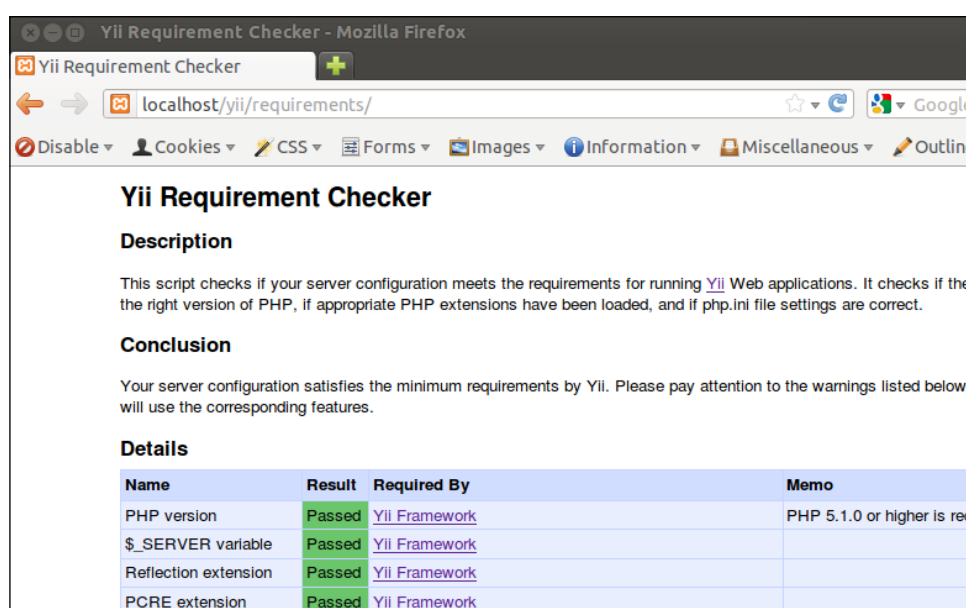 Yii Requirement Checker - Mozilla Firefox
Yii Requirement Checker
localhost/yii/requirements/ Google
Disable Cookies CSS Forms Images Information Miscellaneous Outlin
Yii Requirement Checker
Description
This script checks if your server configuration meets the requirements for running Yii Web applications. It checks if the
the right version of PHP, if appropriate PHP extensions have been loaded, and if php.ini file settings are correct.
Conclusion
Your server configuration satisfies the minimum requirements by Yii. Please pay attention to the warnings listed below
will use the corresponding features.
Details
Name Result Required By Memo
PHP version Passed Yii Framework PHP 5.1.0 or higher is re
$_SERVER variable Passed Yii Framework
Reflection extension Passed Yii Framework
PCRE extension Passed Yii Framework